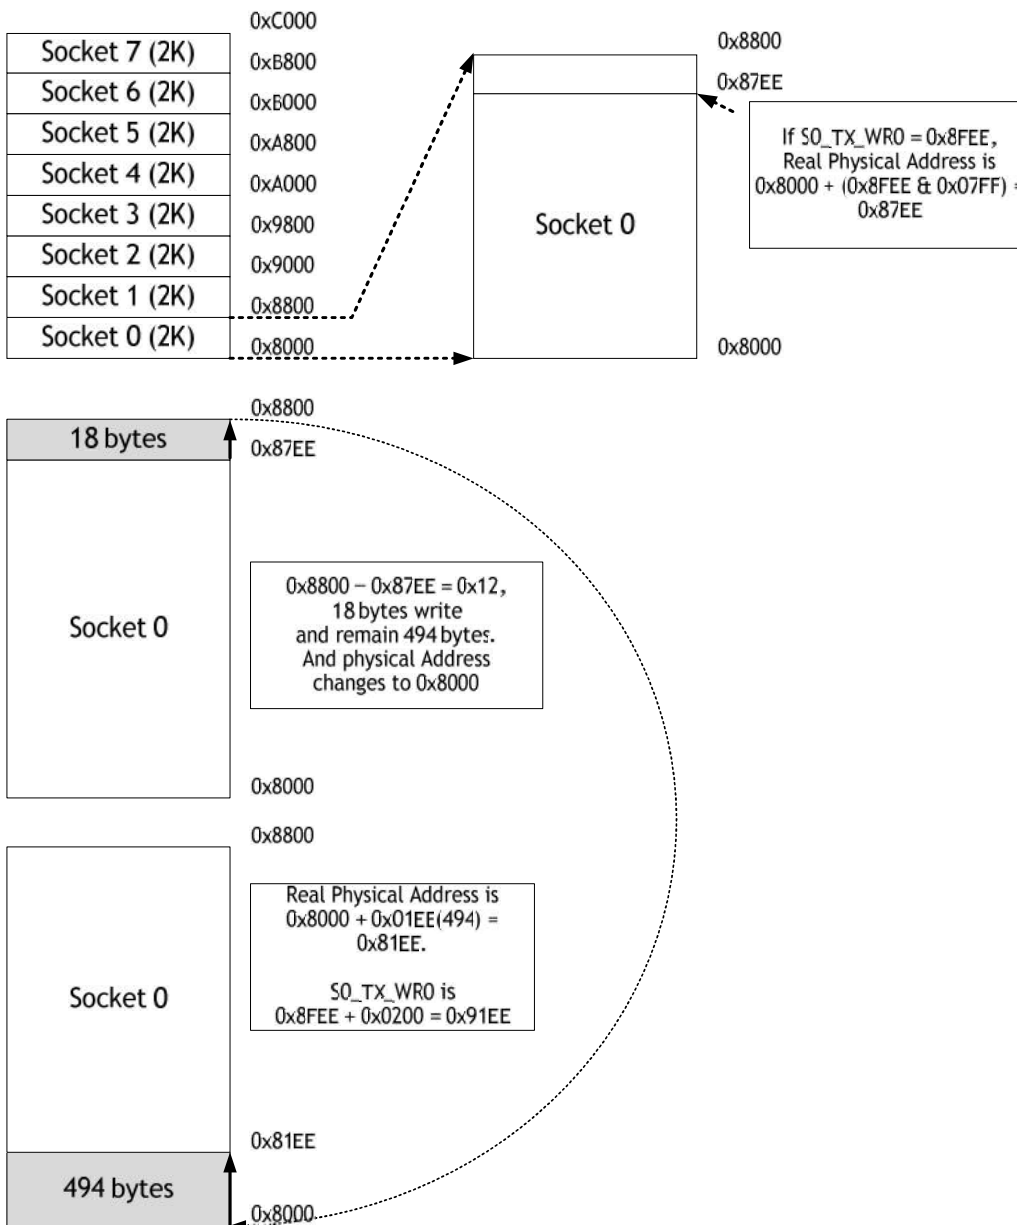 0xC000
Socket 7 (2K)
0xB800
Socket 6 (2K)
0xB000
Socket 5 (2K)
0xA800
Socket 4 (2K)
0xA000
Socket 3 (2K)
0x9800
Socket 2 (2K)
0x9000
Socket 1 (2K)
0x8800
Socket 0 (2K)
0x8000
0x8800
0x87EE
Socket 0
0x8000
If S0_TX_WR0 = 0x8FEE,
Real Physical Address is
0x8000 + (0x8FEE & 0x07FF) =
0x87EE
0x8800
18 bytes
0x87EE
Socket 0
0x8800 – 0x87EE = 0x12,
18 bytes write
and remain 494 bytes.
And physical Address
changes to 0x8000
0x8000
0x8800
Socket 0
Real Physical Address is
0x8000 + 0x01EE(494) =
0x81EE.
S0_TX_WR0 is
0x8FEE + 0x0200 = 0x91EE
0x81EE
494 bytes
0x8000